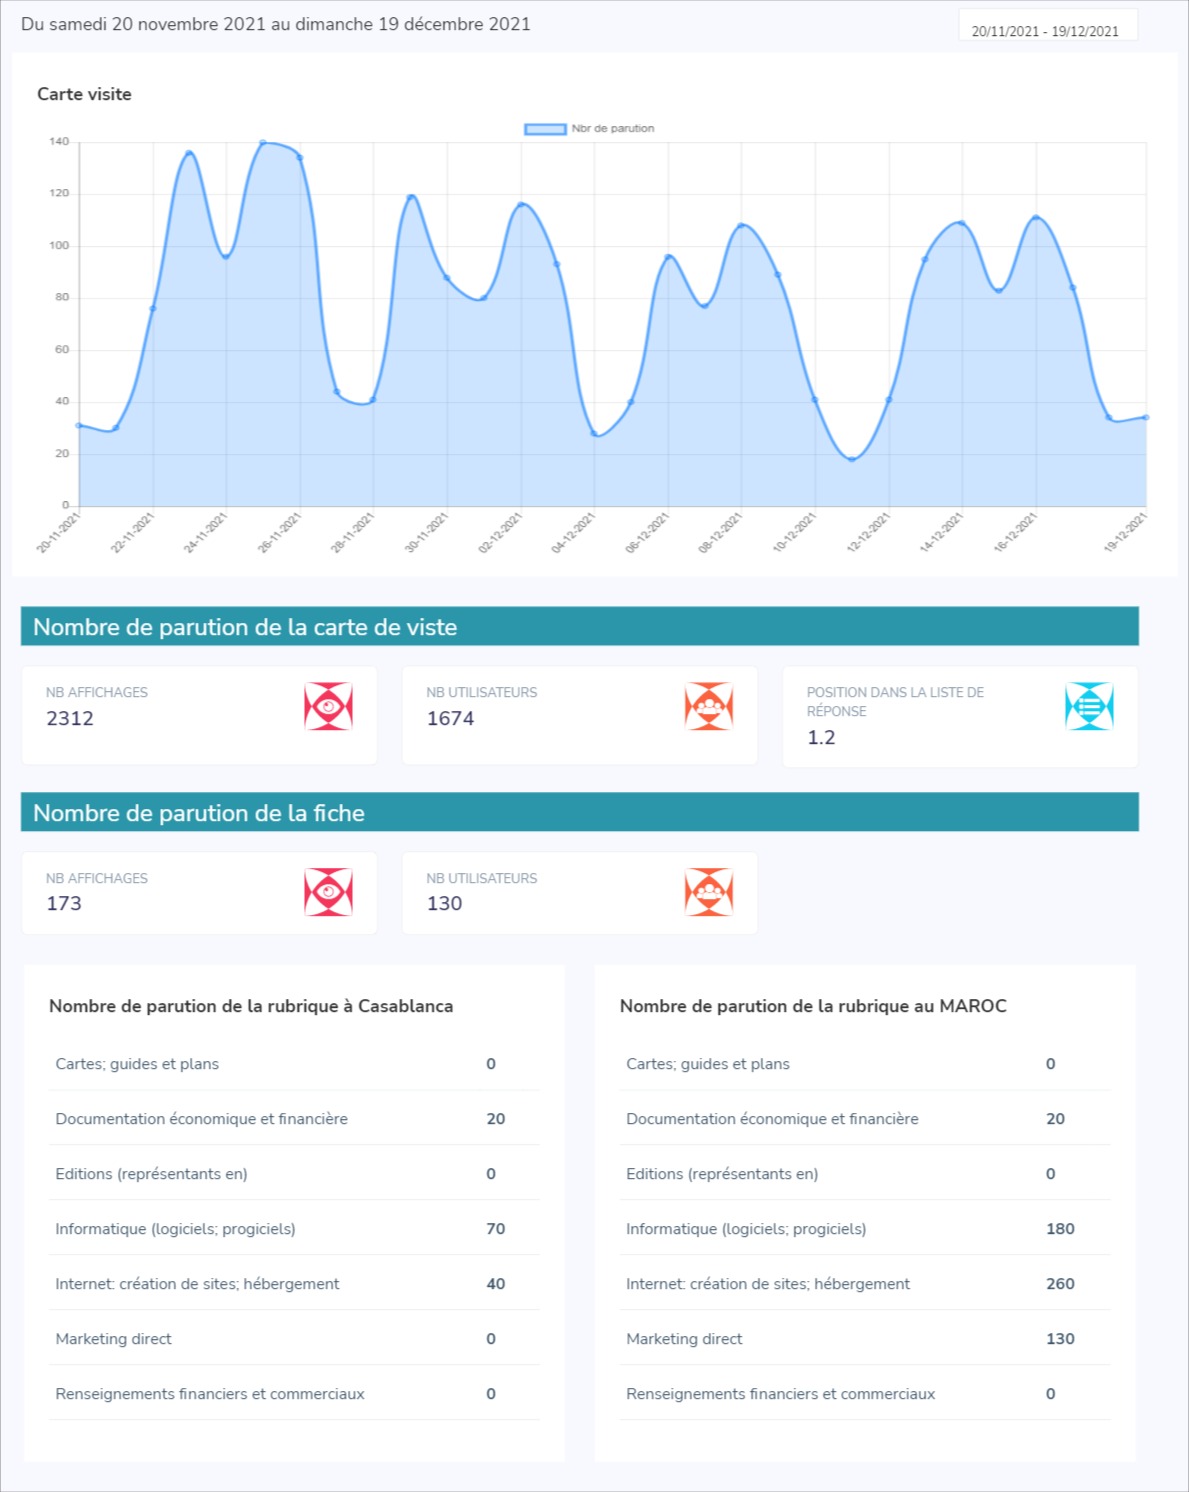 Du samedi 20 novembre 2021 au dimanche 19 décembre 2021
20/11/2021 - 19/12/2021
Carte visite
Nbr de parution
140
120
100
80
60
40
20
0
20-11-2021
22-11-2021
24-11-2021
26-11-2021
28-11-2021
30-11-2021
02-12-2021
04-12-2021
06-12-2021
08-12-2021
10-12-2021
12-12-2021
14-12-2021
16-12-2021
19-12-2021
Nombre de parution de la carte de viste
NB AFFICHAGES
2312
NB UTILISATEURS
1674
POSITION DANS LA LISTE DE
RÉPONSE
1.2
Nombre de parution de la fiche
NB AFFICHAGES
173
NB UTILISATEURS
130
Nombre de parution de la rubrique à Casablanca
Cartes; guides et plans 0
Documentation économique et financière 20
Editions (représentants en) 0
Informatique (logiciels; progiciels) 70
Internet: création de sites; hébergement 40
Marketing direct 0
Renseignements financiers et commerciaux 0
Nombre de parution de la rubrique au MAROC
Cartes; guides et plans 0
Documentation économique et financière 20
Editions (représentants en) 0
Informatique (logiciels; progiciels) 180
Internet: création de sites; hébergement 260
Marketing direct 130
Renseignements financiers et commerciaux 0